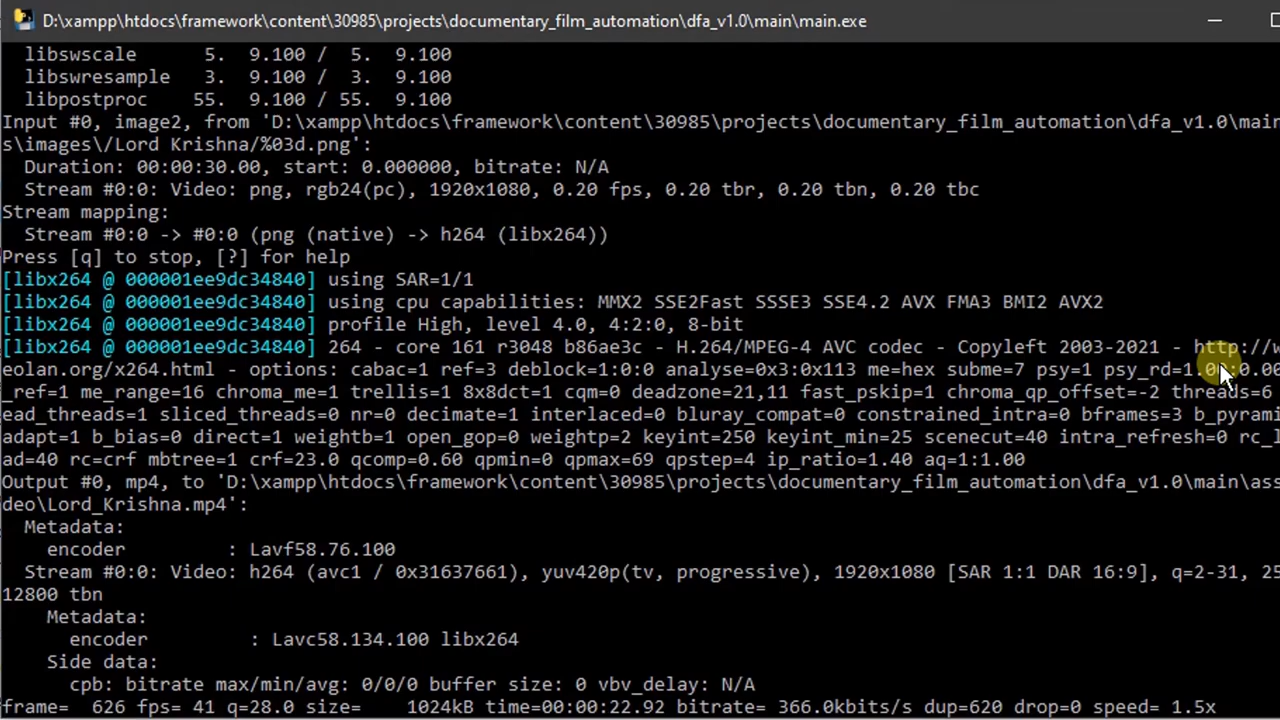 D:\xampp\htdocs\framework\content\30985\projects\documentary_film_automation\dfa_v1.0\main\main.exe
libswscale 5. 9.100 / 5. 9.100
libswresample 3. 9.100 / 3. 9.100
libpostproc 55. 9.100 / 55. 9.100
Input #0, image2, from 'D:\xampp\htdocs\framework\content\30985\projects\documentary_film_automation\dfa_v1.0\main
s\images\/Lord Krishna/%03d.png':
Duration: 00:00:30.00, start: 0.000000, bitrate: N/A
Stream #0:0: Video: png, rgb24(pc), 1920x1080, 0.20 fps, 0.20 tbr, 0.20 tbn, 0.20 tbc
Stream mapping:
Stream #0:0 -> #0:0 (png (native) -> h264 (libx264))
Press [q] to stop, [?] for help
[libx264 @ 000001ee9dc34840] using SAR=1/1
[libx264 @ 000001ee9dc34840] using cpu capabilities: MMX2 SSE2Fast SSSE3 SSE4.2 AVX FMA3 BMI2 AVX2
[libx264 @ 000001ee9dc34840] profile High, level 4.0, 4:2:0, 8-bit
[libx264 @ 000001ee9dc34840] 264 - core 161 r3048 b86ae3c - H.264/MPEG-4 AVC codec - Copyleft 2003-2021 - http://w
eolan.org/x264.html - options: cabac=1 ref=3 deblock=1:0:0 analyse=0x3:0x113 me=hex subme=7 psy=1 psy_rd=1.00:0.00
_ref=1 me_range=16 chroma_me=1 trellis=1 8x8dct=1 cqm=0 deadzone=21,11 fast_pskip=1 chroma_qp_offset=-2 threads=6
ead_threads=1 sliced_threads=0 nr=0 decimate=1 interlaced=0 bluray_compat=0 constrained_intra=0 bframes=3 b_pyrami
adapt=1 b_bias=0 direct=1 weightb=1 open_gop=0 weightp=2 keyint=250 keyint_min=25 scenecut=40 intra_refresh=0 rc_l
ad=40 rc=crf mbtree=1 crf=23.0 qcomp=0.60 qpmin=0 qpmax=69 qpstep=4 ip_ratio=1.40 aq=1:1.00
Output #0, mp4, to 'D:\xampp\htdocs\framework\content\30985\projects\documentary_film_automation\dfa_v1.0\main\ass
deo\Lord_Krishna.mp4':
Metadata:
encoder : Lavf58.76.100
Stream #0:0: Video: h264 (avc1 / 0x31637661), yuv420p(tv, progressive), 1920x1080 [SAR 1:1 DAR 16:9], q=2-31, 25
12800 tbn
Metadata:
encoder : Lavc58.134.100 libx264
Side data:
cpb: bitrate max/min/avg: 0/0/0 buffer size: 0 vbv_delay: N/A
frame= 626 fps= 41 q=28.0 size= 1024kB time=00:00:22.92 bitrate= 366.0kbits/s dup=620 drop=0 speed= 1.5x